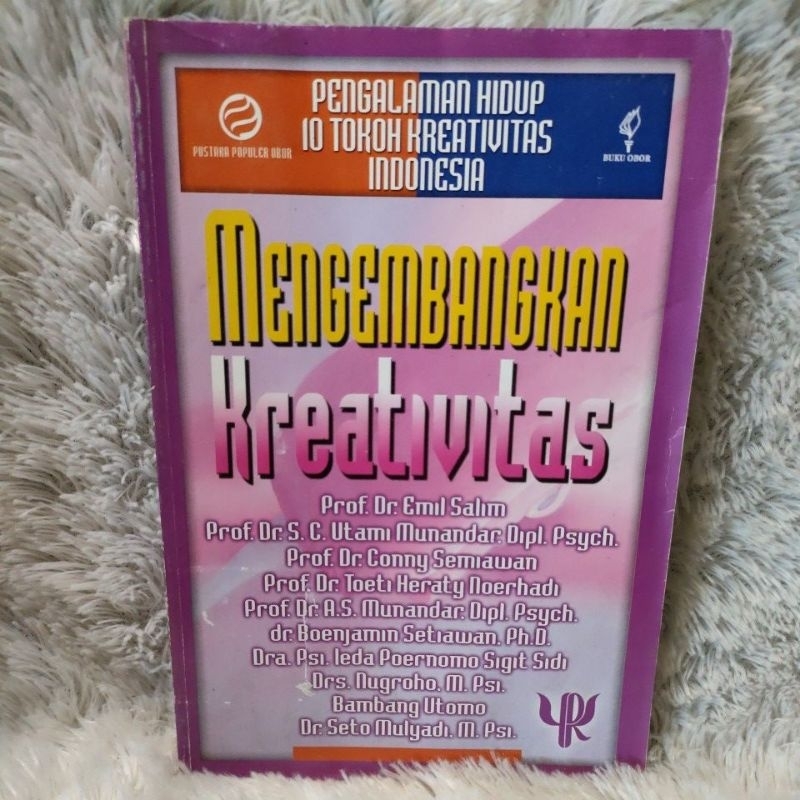 PENGALAMAN HIDUP
10 TOKOH KREATIVITAS
INDONESIA
PUSTAKA POPULER OBOR
BUKU OBOR
MENGEMBANGKAN
Kreativitas
Prof. Dr. Emil Salim
Prof. Dr. S. C. Utami Munandar. Dipl. Psych.
Prof. Dr. Conny Semiawan
Prof. Dr. Toeti Heraty Noerhadi
Prof. Dr. A.S. Munandar. Dipl. Psych.
dr. Boenjamin Setiawan. Ph.D.
Dra. Psi. Ieda Poernomo Sigit Sidi
Drs. Nugroho. M. Psi.
Bambang Utomo
Dr. Seto Mulyadi. M. Psi.